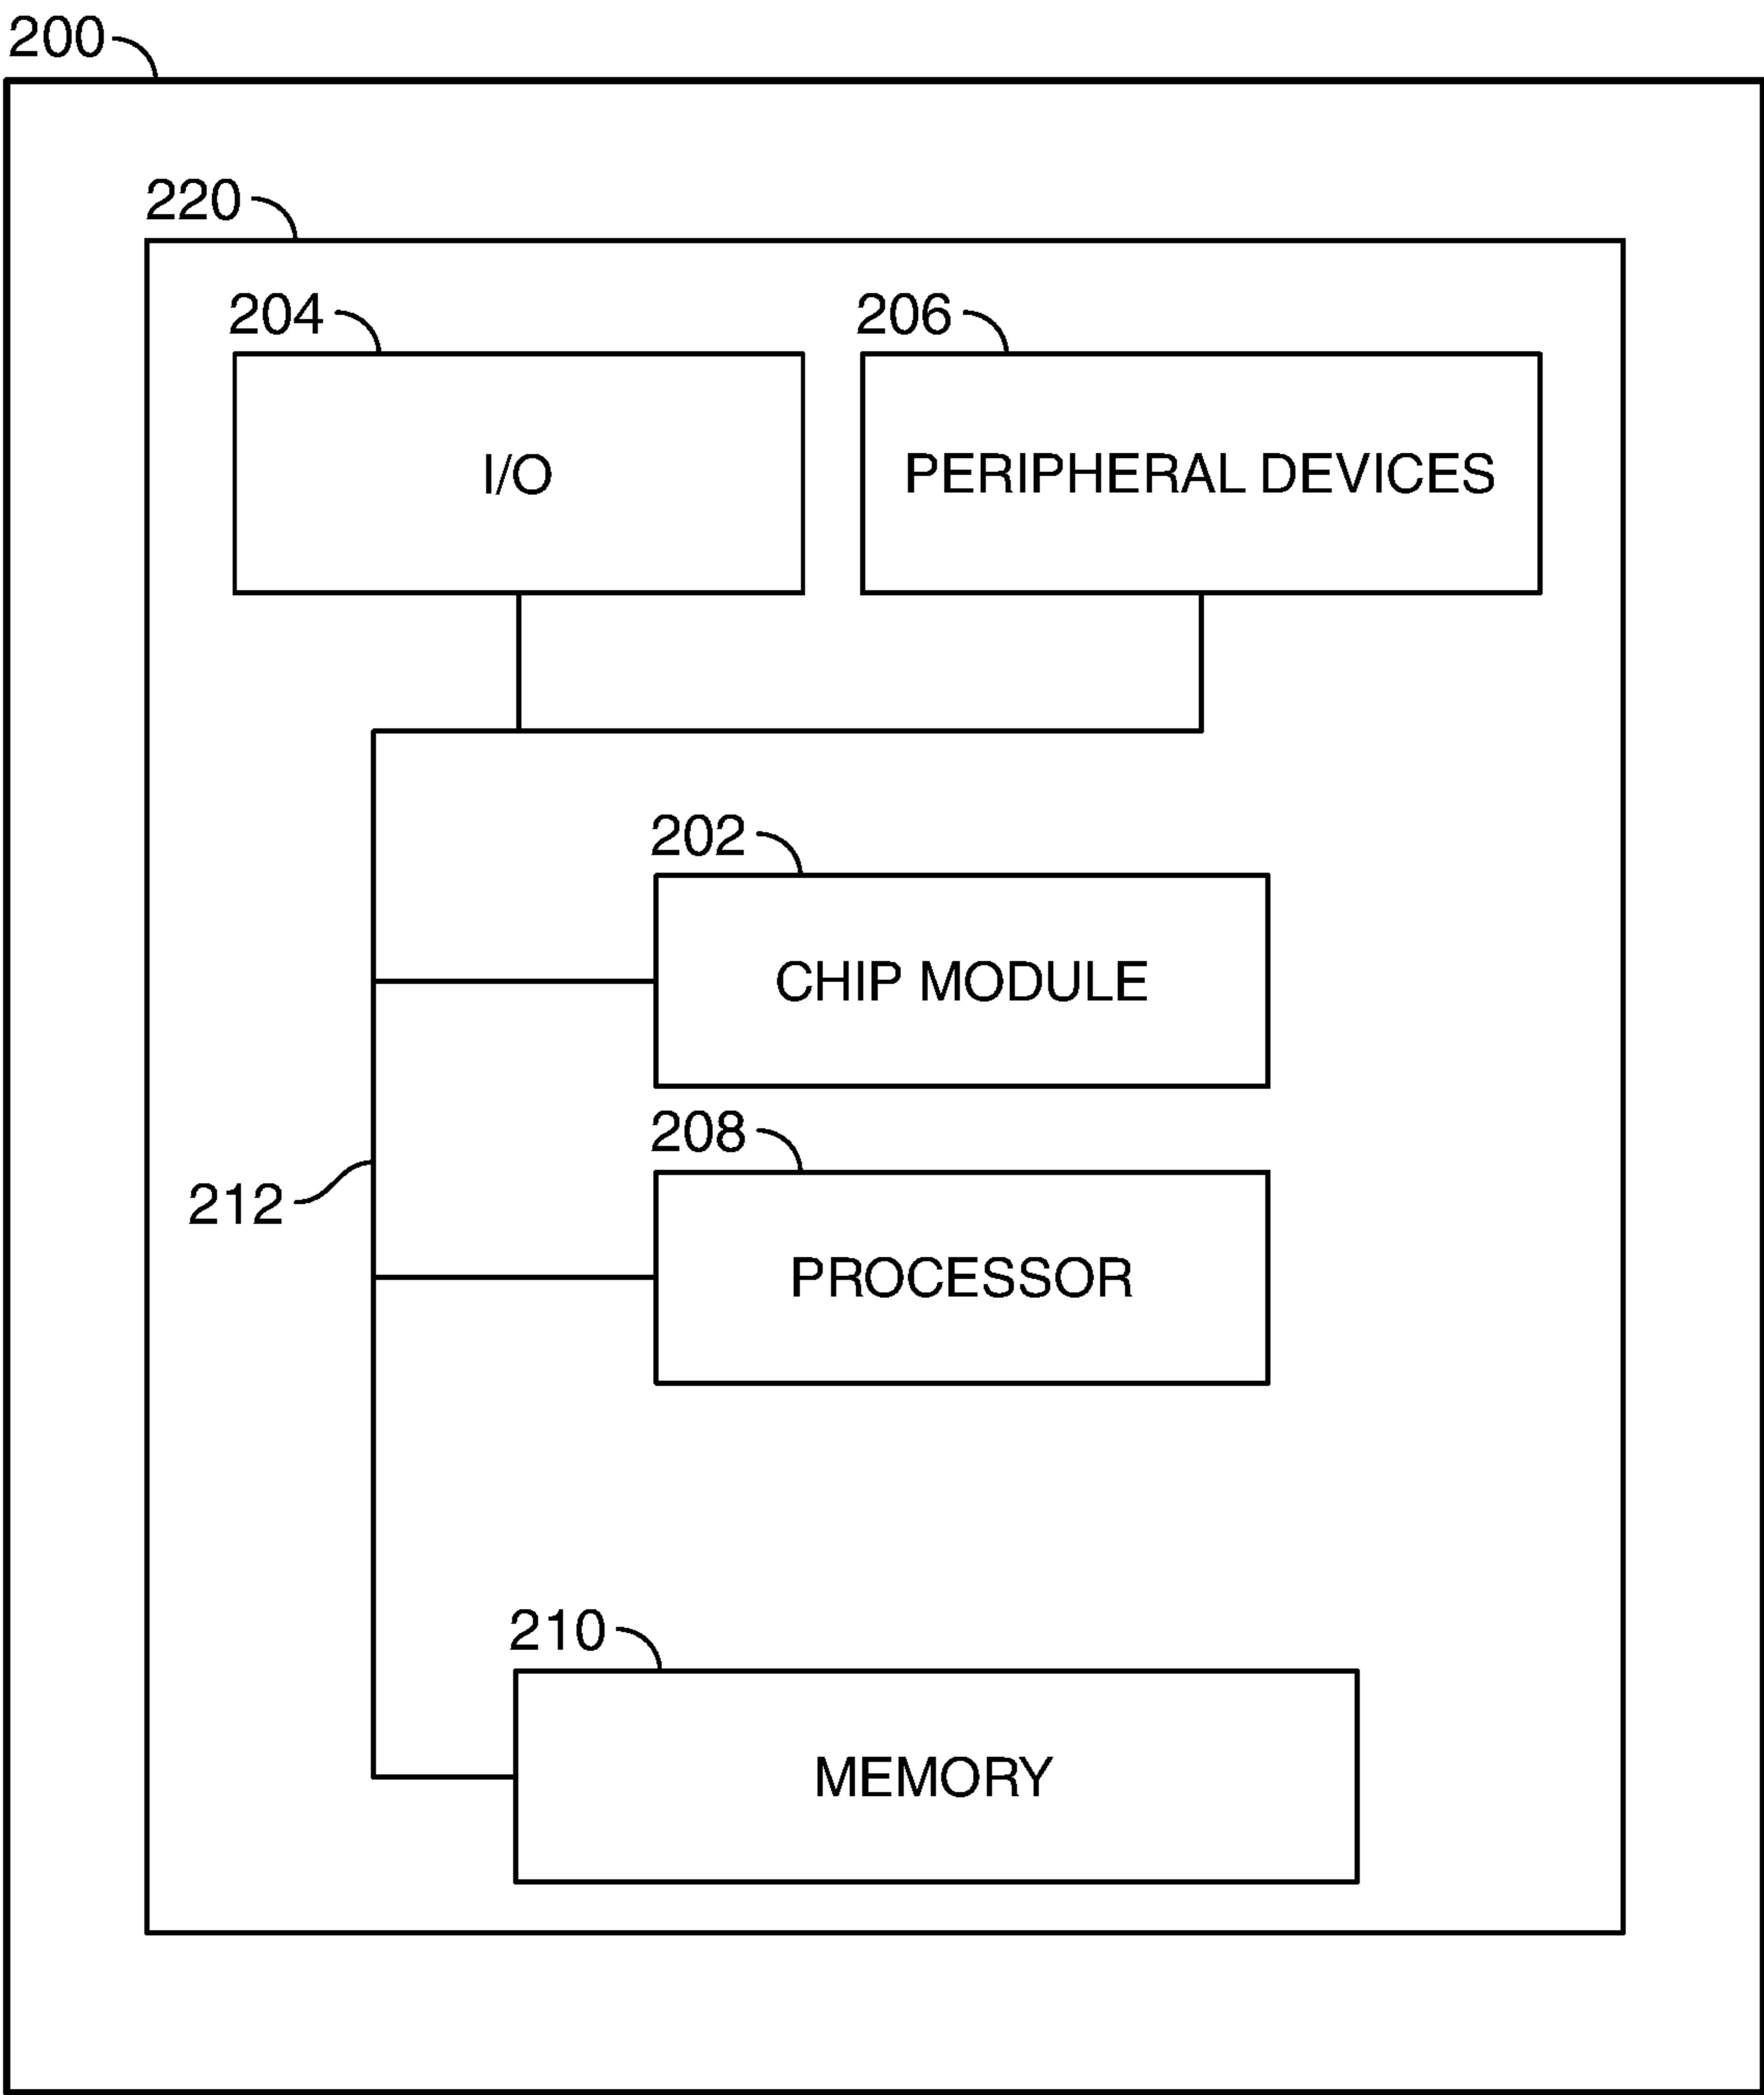 200
220
204
206
I/O
PERIPHERAL DEVICES
202
CHIP MODULE
208
212
PROCESSOR
210
MEMORY